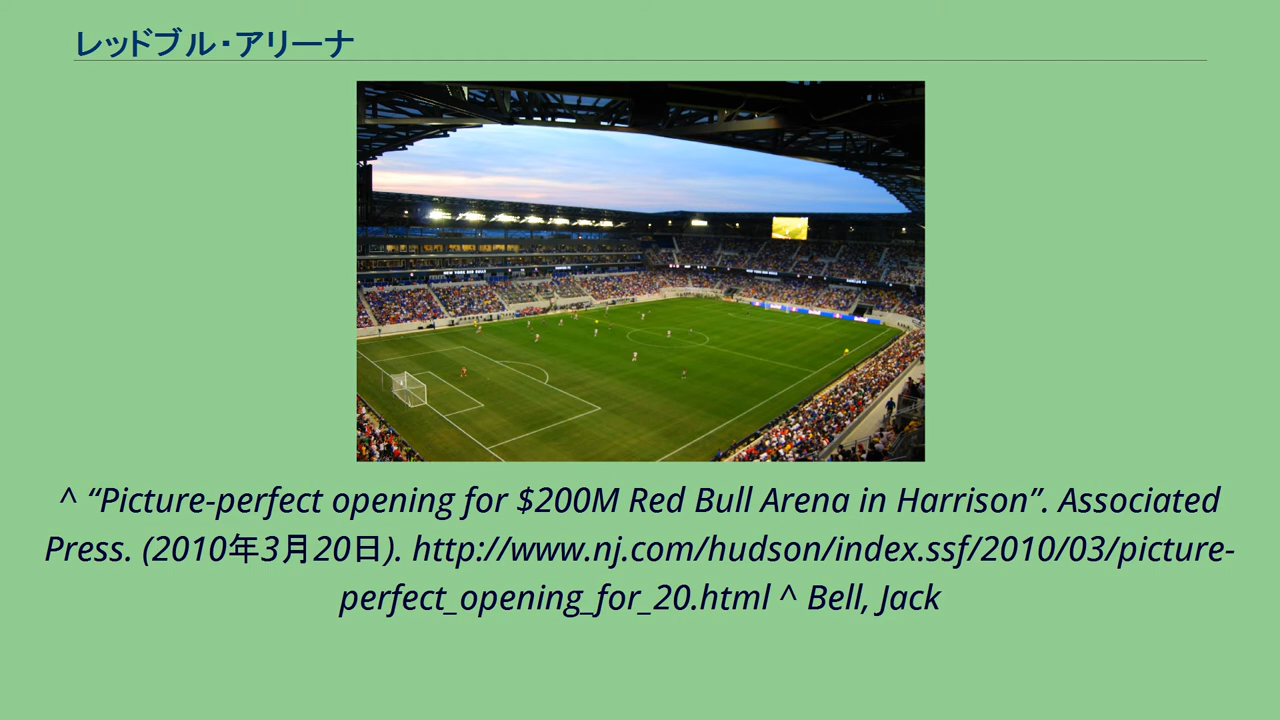 レッドブル・アリーナ
^ “Picture-perfect opening for $200M Red Bull Arena in Harrison”. Associated
Press. (2010年3月20日). http://www.nj.com/hudson/index.ssf/2010/03/picture-
perfect_opening_for_20.html ^ Bell, Jack